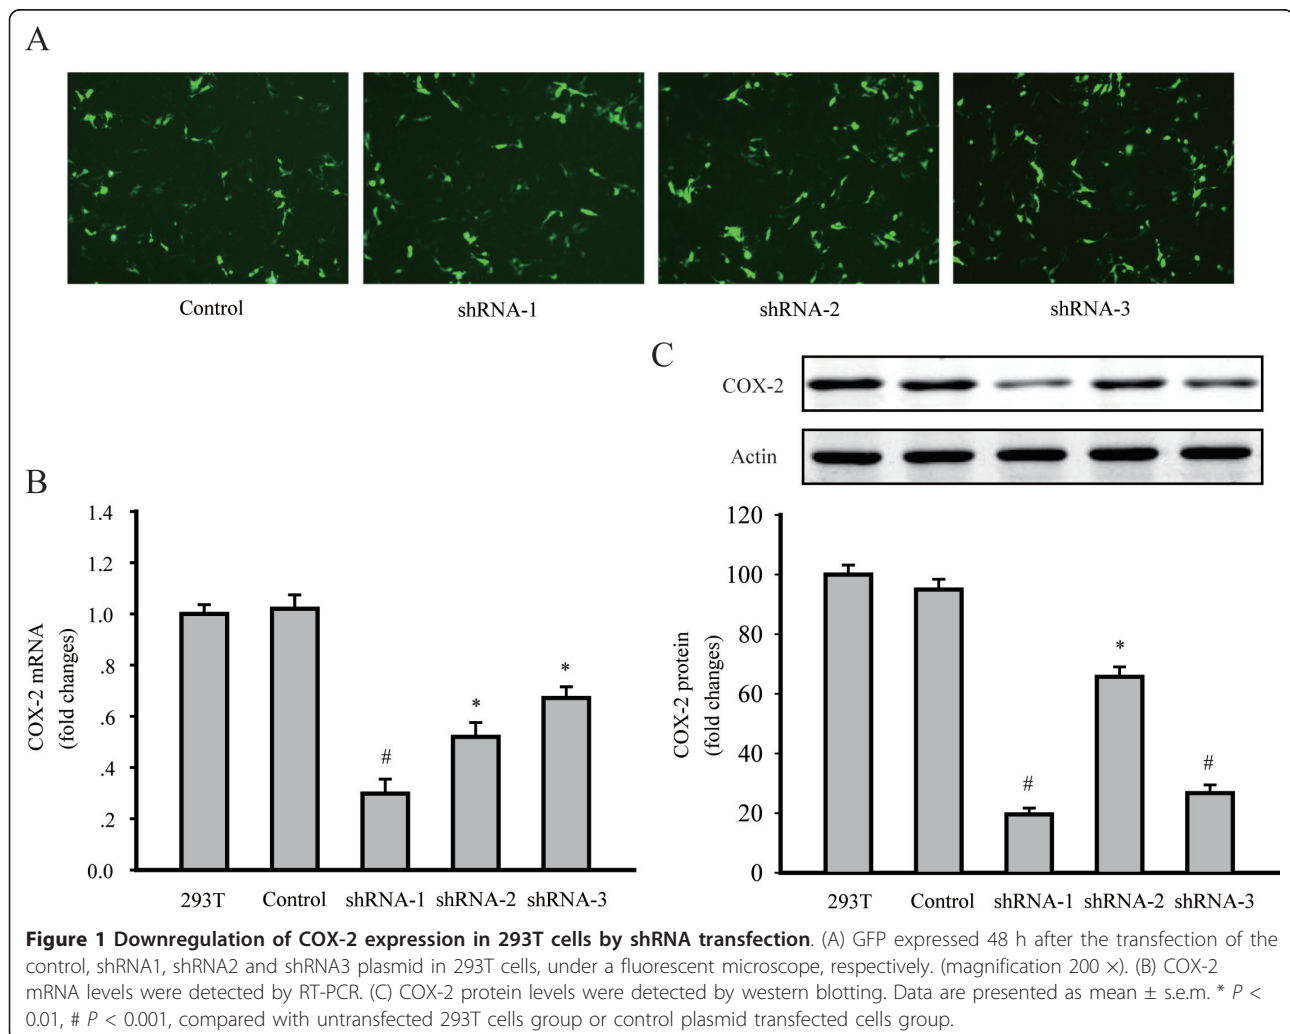 A
Control
shRNA-1
shRNA-2
shRNA-3
C
COX-2
Actin
B
COX-2 mRNA
(fold changes)
1.4
1.2
1.0
.8
.6
.4
.2
0.0
#
*
*
293T
Control
shRNA-1
shRNA-2
shRNA-3
COX-2 protein
(fold changes)
120
100
80
60
40
20
0
#
*
#
293T
Control
shRNA-1
shRNA-2
shRNA-3
Figure 1 Downregulation of COX-2 expression in 293T cells by shRNA transfection. (A) GFP expressed 48 h after the transfection of the
control, shRNA1, shRNA2 and shRNA3 plasmid in 293T cells, under a fluorescent microscope, respectively. (magnification 200 ×). (B) COX-2
mRNA levels were detected by RT-PCR. (C) COX-2 protein levels were detected by western blotting. Data are presented as mean ± s.e.m. * P <
0.01, # P < 0.001, compared with untransfected 293T cells group or control plasmid transfected cells group.